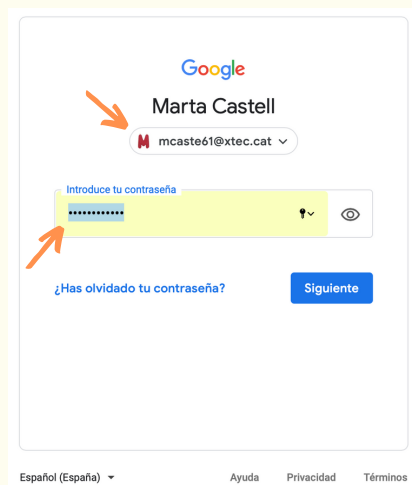 Google
Marta Castell
M mcaste61@xtec.cat
Introduce tu contraseña
••••••••••••
¿Has olvidado tu contraseña? Siguiente
Español (España) Ayuda Privacidad Términos